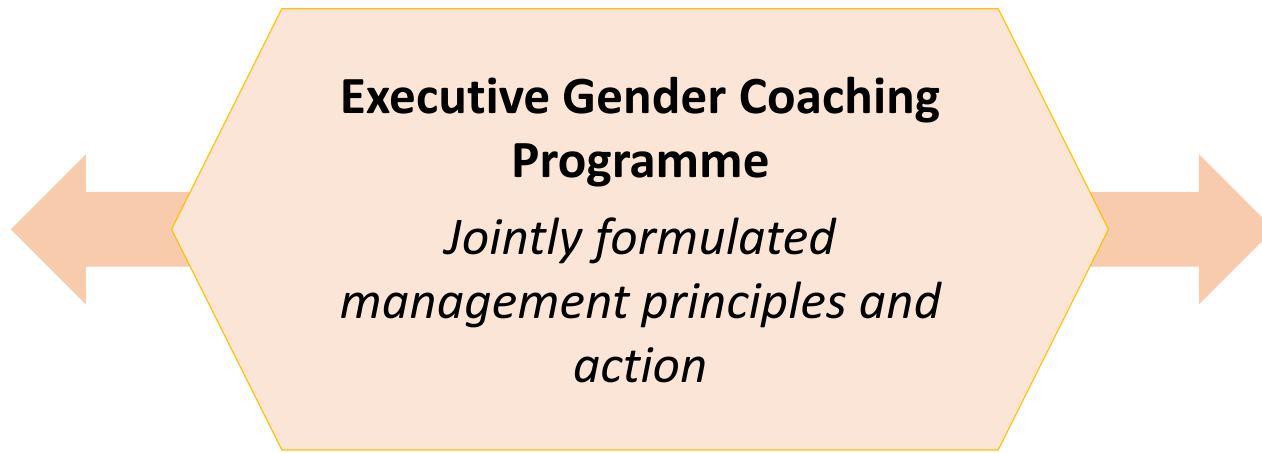 Executive Gender Coaching
Programme
Jointly formulated
management principles and
action